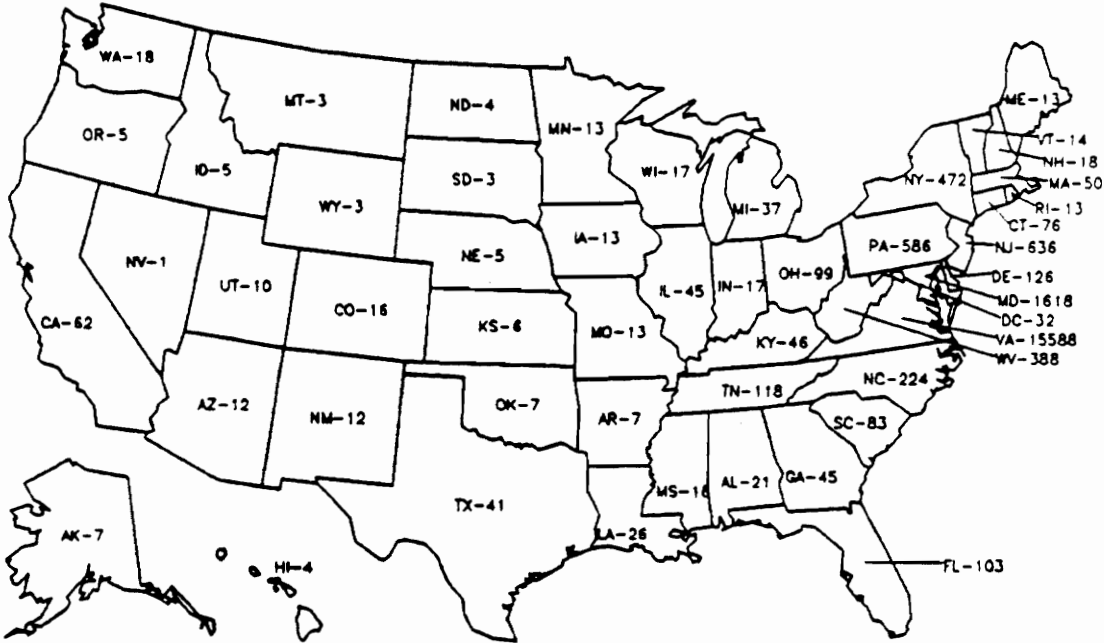 WA-18
MT-3
ND-4
MN-13
ME-13
OR-5
ID-5
SD-3
WI-17
VT-14
NH-18
NY-472
MA-50
WY-3
MI-37
RI-13
CT-76
IA-13
PA-586
NJ-636
NV-1
UT-10
NE-5
IL-45
IN-17
OH-99
DE-126
MD-1618
CA-62
CO-16
DC-32
KS-6
MO-13
KY-46
VA-15588
WV-388
AZ-12
NM-12
OK-7
AR-7
TN-118
NC-224
SC-83
TX-41
MS-16
AL-21
GA-45
AK-7
LA-26
HI-4
FL-103